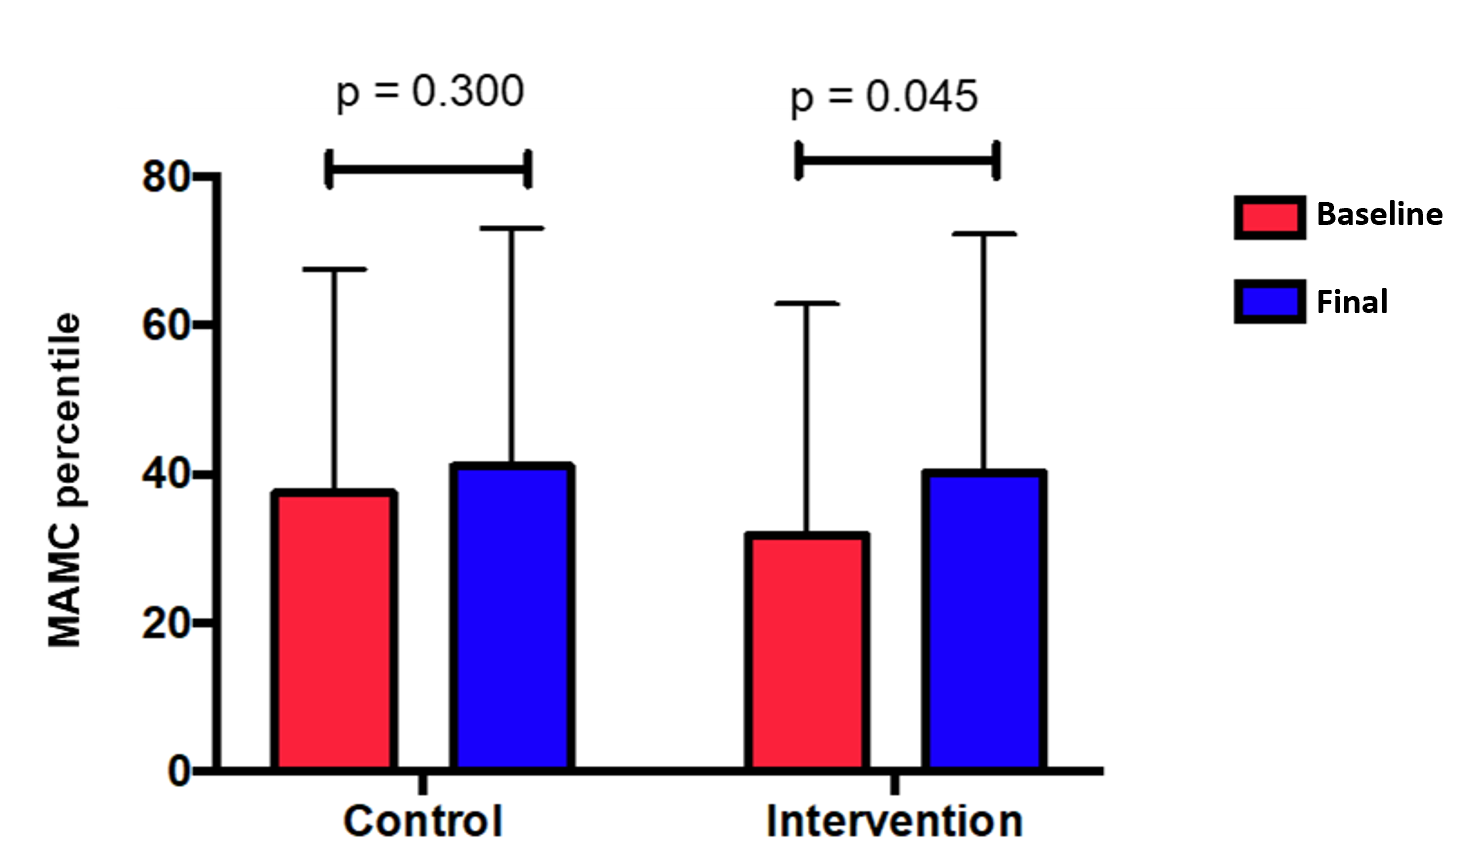 p = 0.300
p = 0.045
80
60
40
20
0
MAMC percentile
Control
Intervention
Baseline
Final